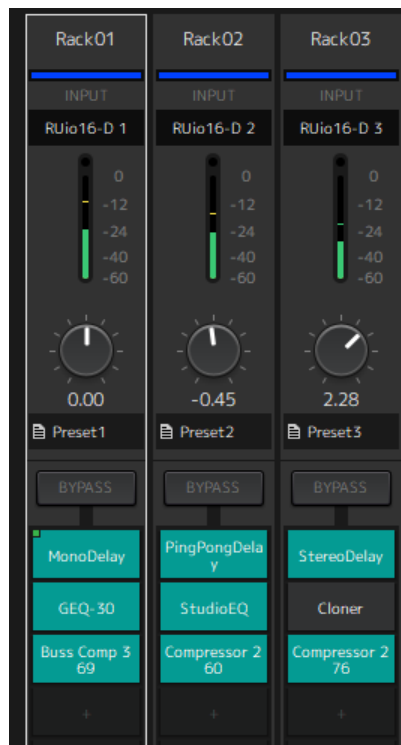 Rack01
Rack02
Rack03
INPUT
INPUT
INPUT
RUio16-D 1
RUio16-D 2
RUio16-D 3
0
-12
-24
-40
-60
0
-12
-24
-40
-60
0
-12
-24
-40
-60
0.00
-0.45
2.28
Preset1
Preset2
Preset3
BYPASS
BYPASS
BYPASS
MonoDelay
PingPongDela
y
StereoDelay
GEQ-30
StudioEQ
Cloner
Buss Comp 3
69
Compressor 2
60
Compressor 2
76
+
+
+